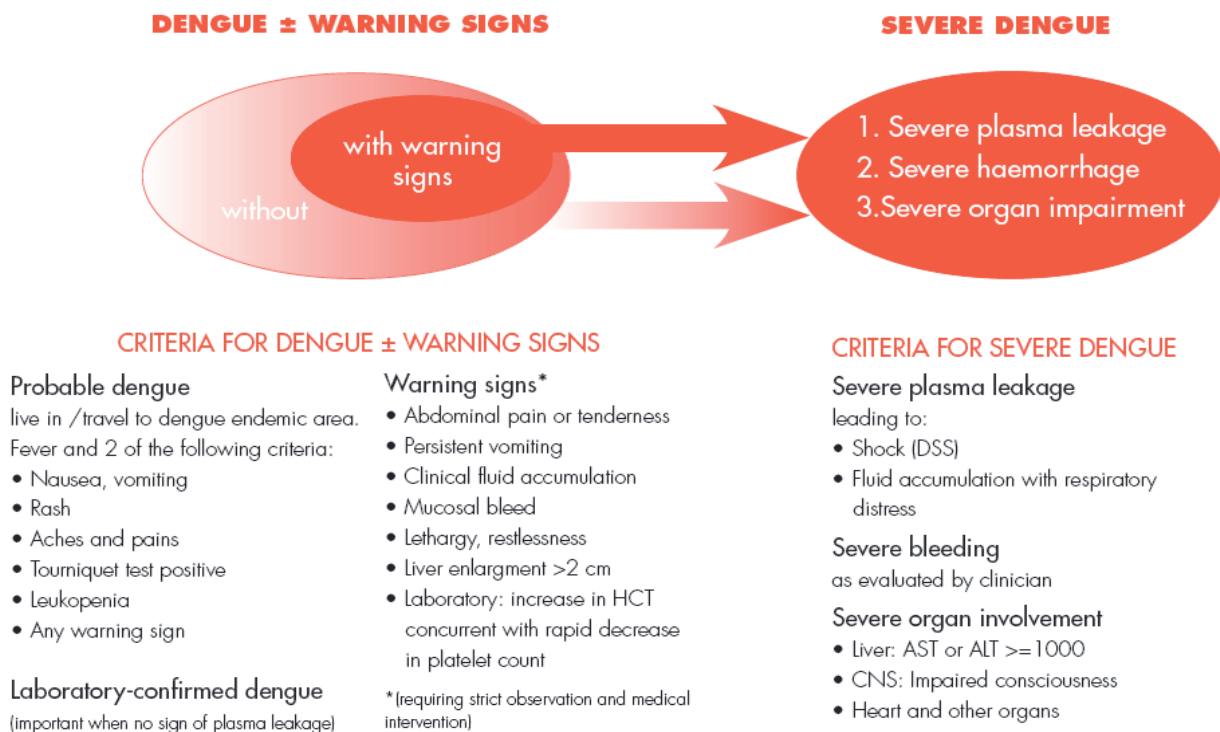 DENGUE ± WARNING SIGNS
SEVERE DENGUE
with warning
signs
without
1. Severe plasma leakage
2. Severe haemorrhage
3.Severe organ impairment
CRITERIA FOR DENGUE ± WARNING SIGNS
Probable dengue
live in /travel to dengue endemic area.
Fever and 2 of the following criteria:
• Nausea, vomiting
• Rash
• Aches and pains
• Tourniquet test positive
• Leukopenia
• Any warning sign
Laboratory-confirmed dengue
(important when no sign of plasma leakage)
Warning signs*
• Abdominal pain or tenderness
• Persistent vomiting
• Clinical fluid accumulation
• Mucosal bleed
• Lethargy, restlessness
• Liver enlargment >2 cm
• Laboratory: increase in HCT
concurrent with rapid decrease
in platelet count
*(requiring strict observation and medical
intervention)
CRITERIA FOR SEVERE DENGUE
Severe plasma leakage
leading to:
• Shock (DSS)
• Fluid accumulation with respiratory
distress
Severe bleeding
as evaluated by clinician
Severe organ involvement
• Liver: AST or ALT >=1000
• CNS: Impaired consciousness
• Heart and other organs